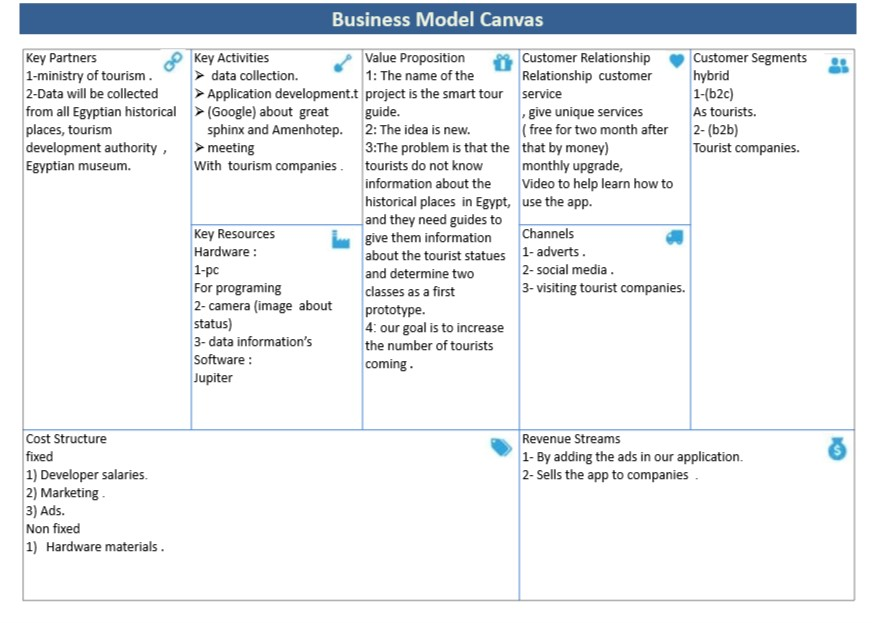 Business Model Canvas
Key Partners
1-ministry of tourism .
2-Data will be collected
from all Egyptian historical
places, tourism
development authority ,
Egyptian museum.
Key Activities
➢ data collection.
➢ Application development.t
➢ (Google) about great
sphinx and Amenhotep.
➢ meeting
With tourism companies .
Key Resources
Hardware :
1-pc
For programing
2- camera (image about
status)
3- data information's
Software :
Jupiter
Value Proposition
1: The name of the
project is the smart tour
guide.
2: The idea is new.
3:The problem is that the
tourists do not know
information about the
historical places in Egypt,
and they need guides to
give them information
about the tourist statues
and determine two
classes as a first
prototype.
4: our goal is to increase
the number of tourists
coming .
Customer Relationship
Relationship customer
service
, give unique services
( free for two month after
that by money)
monthly upgrade,
Video to help learn how to
use the app.
Channels
1- adverts .
2- social media .
3- visiting tourist companies.
Customer Segments
hybrid
1-(b2c)
As tourists.
2- (b2b)
Tourist companies.
Cost Structure
fixed
1) Developer salaries.
2) Marketing .
3) Ads.
Non fixed
1) Hardware materials .
Revenue Streams
1- By adding the ads in our application.
2- Sells the app to companies .